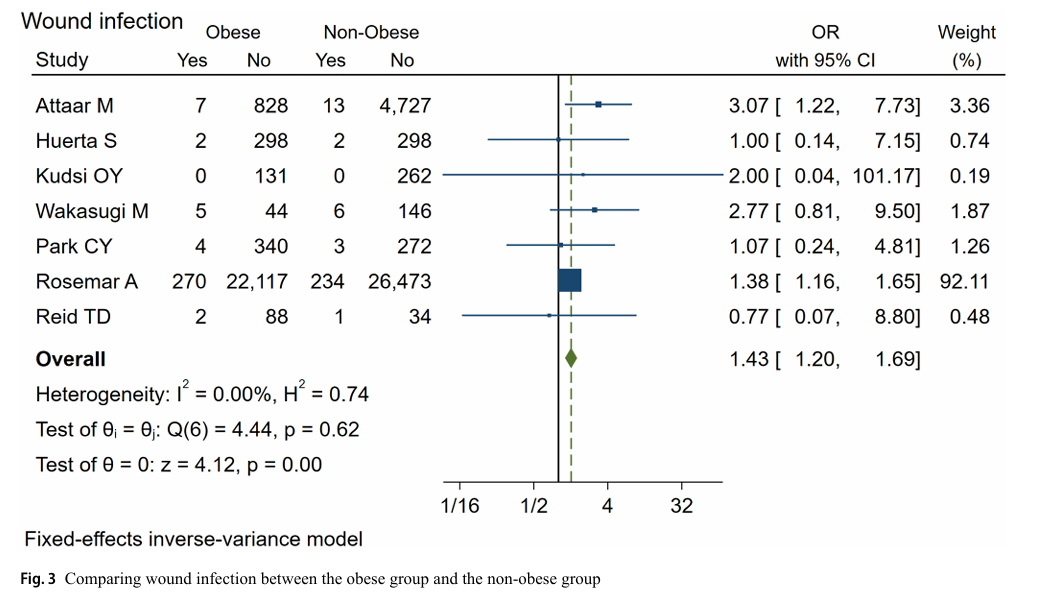 Wound infection
Obese Non-Obese OR Weight
Study Yes No Yes No with 95% CI (%)
Attaar M 7 828 13 4,727 3.07 [ 1.22, 7.73] 3.36
Huerta S 2 298 2 298 1.00 [ 0.14, 7.15] 0.74
Kudsi OY 0 131 0 262 2.00 [ 0.04, 101.17] 0.19
Wakasugi M 5 44 6 146 2.77 [ 0.81, 9.50] 1.87
Park CY 4 340 3 272 1.07 [ 0.24, 4.81] 1.26
Rosemar A 270 22,117 234 26,473 1.38 [ 1.16, 1.65] 92.11
Reid TD 2 88 1 34 0.77 [ 0.07, 8.80] 0.48
Overall 1.43 [ 1.20, 1.69]
Heterogeneity: I² = 0.00%, H² = 0.74
Test of θᵢ = θⱼ: Q(6) = 4.44, p = 0.62
Test of θ = 0: z = 4.12, p = 0.00
1/16 1/2 4 32
Fixed-effects inverse-variance model
Fig. 3 Comparing wound infection between the obese group and the non-obese group